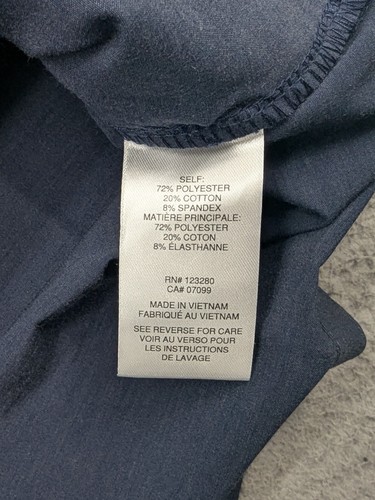 SELF:
72% POLYESTER
20% COTTON
8% SPANDEX
MATIÈRE PRINCIPALE:
72% POLYESTER
20% COTON
8% ÉLASTHANNE
RN# 123280
CA# 07099
MADE IN VIETNAM
FABRIQUÉ AU VIETNAM
SEE REVERSE FOR CARE
VOIR AU VERSO POUR
LES INSTRUCTIONS
DE LAVAGE